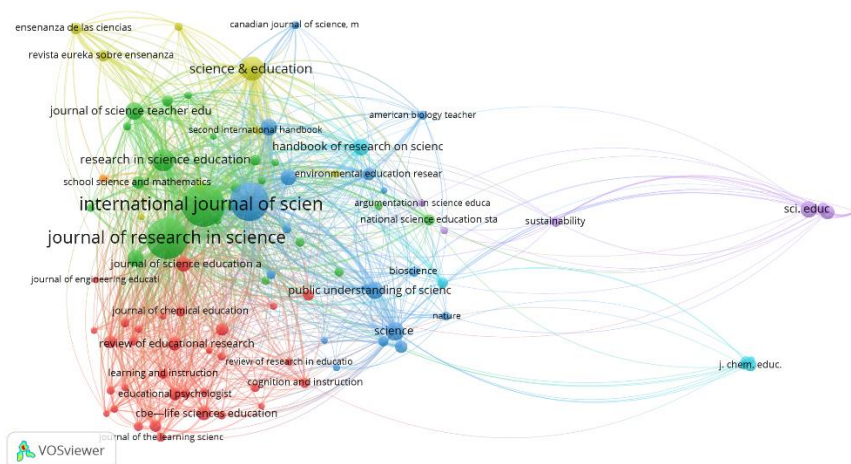 ensenanza de las ciencias
canadian journal of science, m
revista eureka sobre ensenanza
science & education
journal of science teacher edu
american biology teacher
second international handbook
handbook of research on scienc
research in science education
environmental education resear
school science and mathematics
international journal of scien
argumentation in science educa
national science education sta
sustainability
sci. educ
journal of research in science
journal of science education a
bioscience
journal of engineering educati
public understanding of scienc
journal of chemical education
nature
science
review of educational research
review of research in educatio
j. chem. educ.
learning and instruction
cognition and instruction
educational psychologist
cbe—life sciences education
journal of the learning scienc
VOSviewer